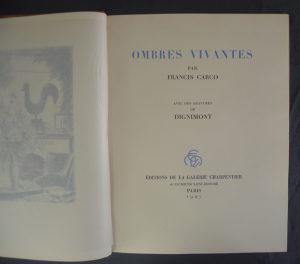 OMBRES VIVANTES
PAR
FRANCIS CARCO
AVEC DES GRAVURES
DE
DIGNIMONT
ÉDITIONS DE LA GALERIE CHARPENTIER
PARIS